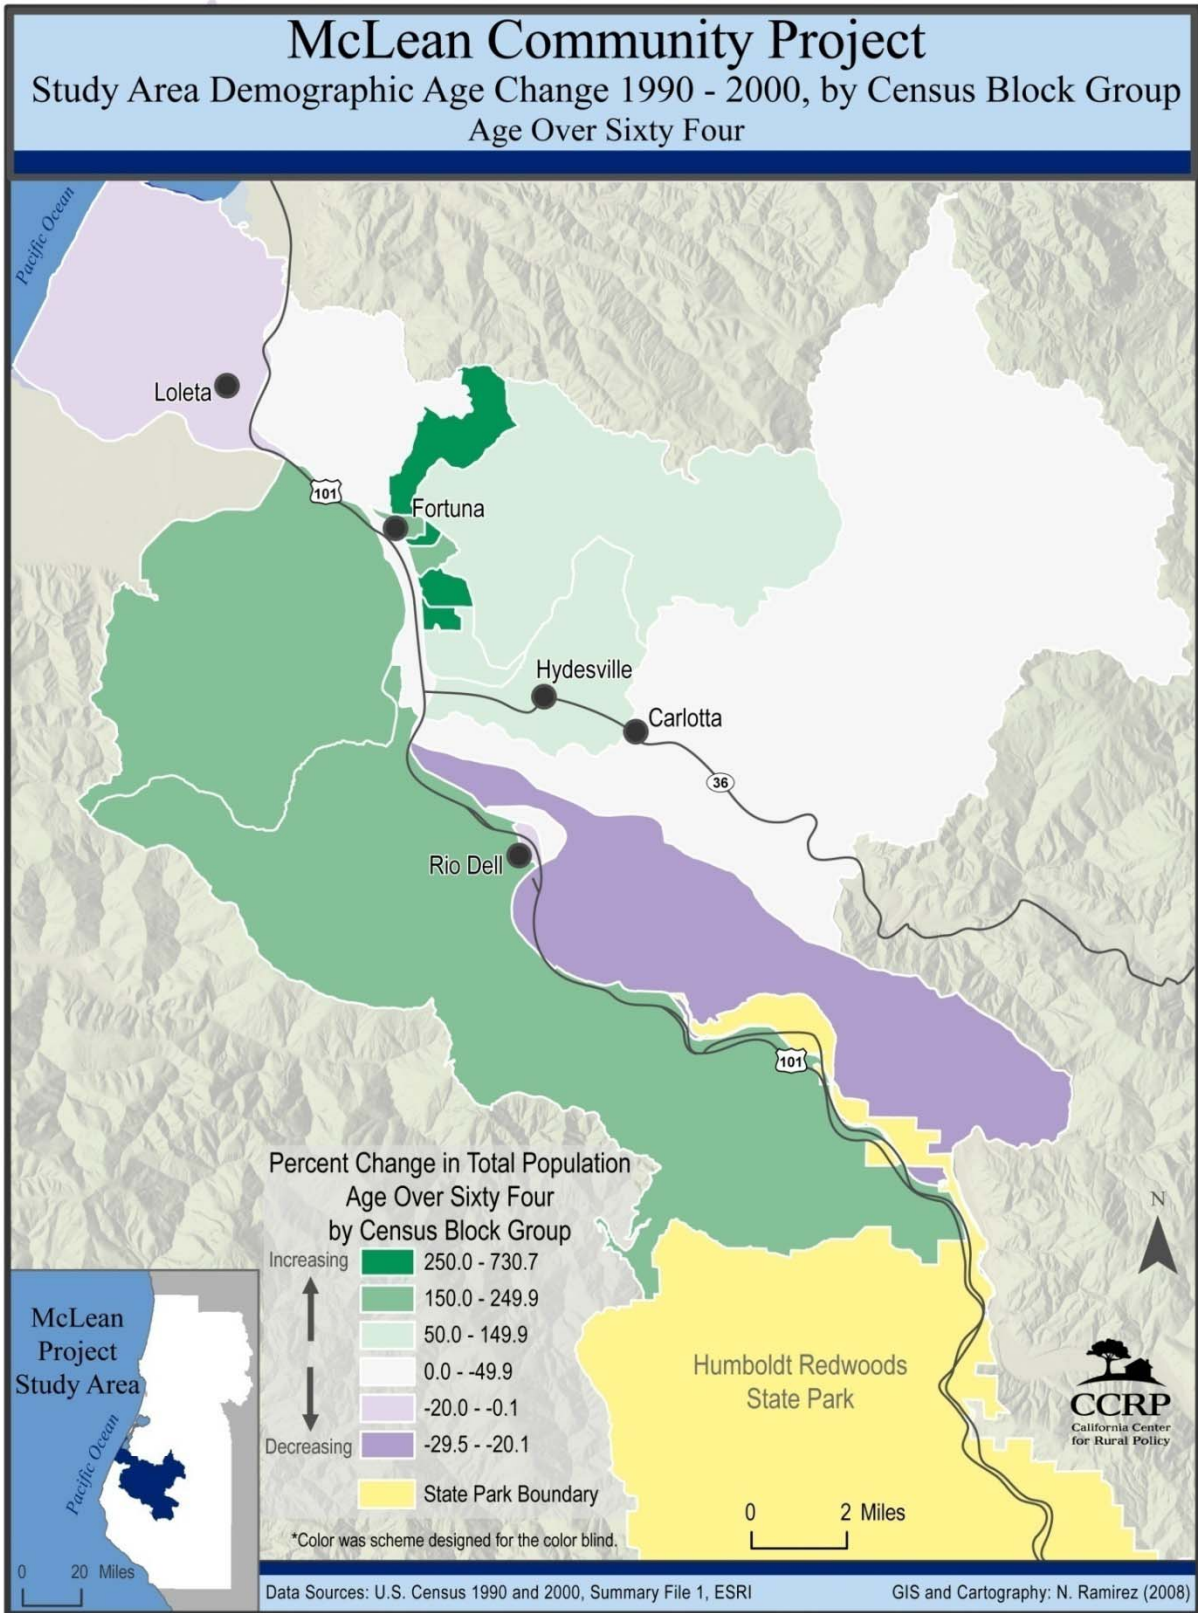 McLean Community Project
Study Area Demographic Age Change 1990 - 2000, by Census Block Group
Age Over Sixty Four
Pacific Ocean
Loleta
101
Fortuna
Hydesville
Carlotta
36
Rio Dell
101
Percent Change in Total Population
Age Over Sixty Four
by Census Block Group
Increasing
250.0 - 730.7
150.0 - 249.9
50.0 - 149.9
0.0 - -49.9
-20.0 - -0.1
Decreasing
-29.5 - -20.1
State Park Boundary
*Color was scheme designed for the color blind.
Humboldt Redwoods
State Park
0 2 Miles
N
CCRP
California Center
for Rural Policy
McLean
Project
Study Area
Pacific Ocean
0 20 Miles
Data Sources: U.S. Census 1990 and 2000, Summary File 1, ESRI
GIS and Cartography: N. Ramirez (2008)